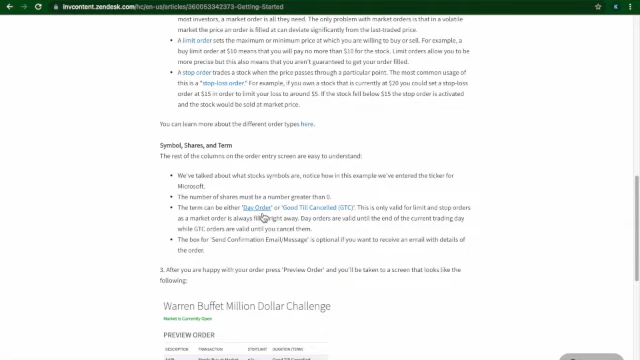 invcontent.zendesk.com/hc/en-us/articles/360053342373-Getting-Started
most investors, a market order is all they need. The only problem with market orders is that in a volatile
market the price an order is filled at can deviate significantly from the last-traded price.
• A limit order sets the maximum or minimum price at which you are willing to buy or sell. For example, a
buy limit order at $10 means that you will pay no more than $10 for the stock. Limit orders allow you to be
more precise but this also means that you aren't guaranteed to get your order filled.
• A stop order trades a stock when the price passes through a particular point. The most common usage of
this is a "stop-loss order." For example, if you owns a stock that is currently at $20 you could set a stop-loss
order at $15 in order to limit your loss to around $5. If the stock fell below $15 the stop order is activated
and the stock would be sold at market price.
You can learn more about the different order types here.
Symbol, Shares, and Term
The rest of the columns on the order entry screen are easy to understand:
• We've talked about what stocks symbols are, notice how in this example we've entered the ticker for
Microsoft.
• The number of shares must be a number greater than 0.
• The term can be either 'Day Order' or 'Good Till Cancelled (GTC)'. This is only valid for limit and stop orders
as a market order is always filled right away. Day orders are valid until the end of the current trading day
while GTC orders are valid until you cancel them.
• The box for 'Send Confirmation Email/Message' is optional if you want to receive an email with details of
the order.
3. After you are happy with your order press 'Preview Order' and you'll be taken to a screen that looks like the
following:
Warren Buffet Million Dollar Challenge
Market is Currently Open
PREVIEW ORDER
DESCRIPTION TRANSACTION STOP/LIMIT DURATION (TERM)